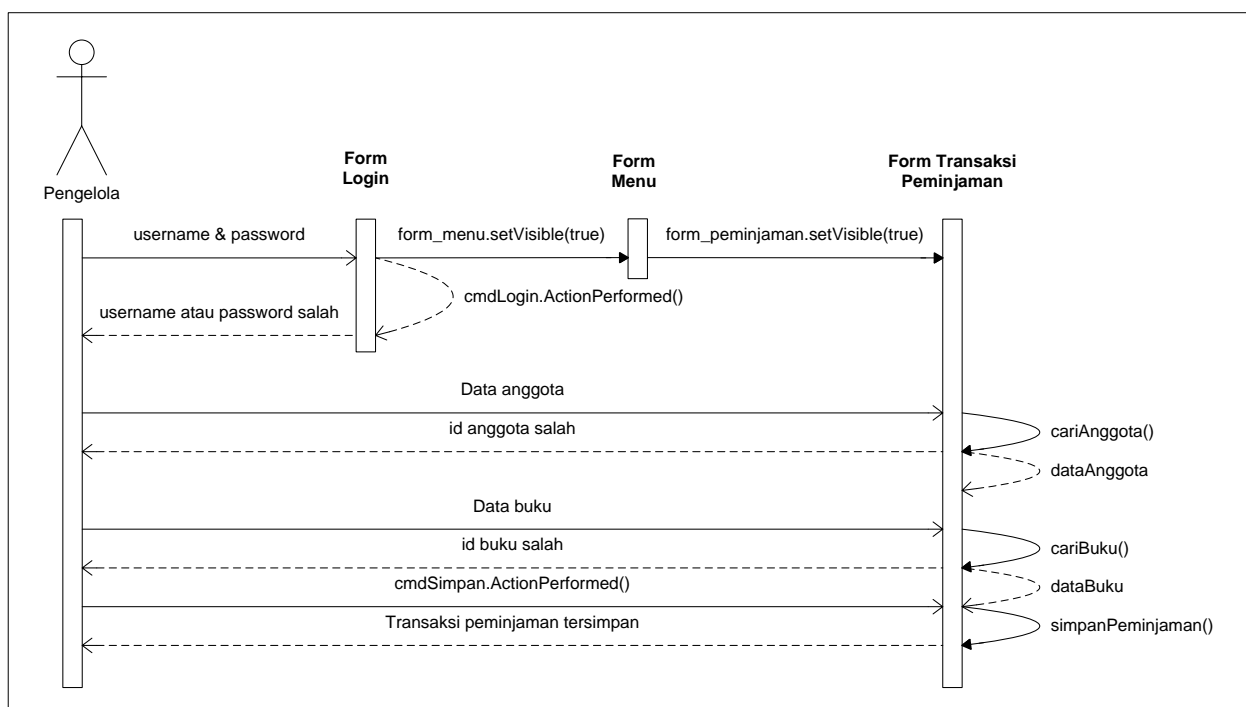 Pengelola
Form
Login
Form
Menu
Form Transaksi
Peminjaman
username & password
form_menu.setVisible(true)
form_peminjaman.setVisible(true)
cmdLogin.ActionPerformed()
username atau password salah
Data anggota
id anggota salah
cariAnggota()
dataAnggota
Data buku
id buku salah
cariBuku()
cmdSimpan.ActionPerformed()
dataBuku
Transaksi peminjaman tersimpan
simpanPeminjaman()